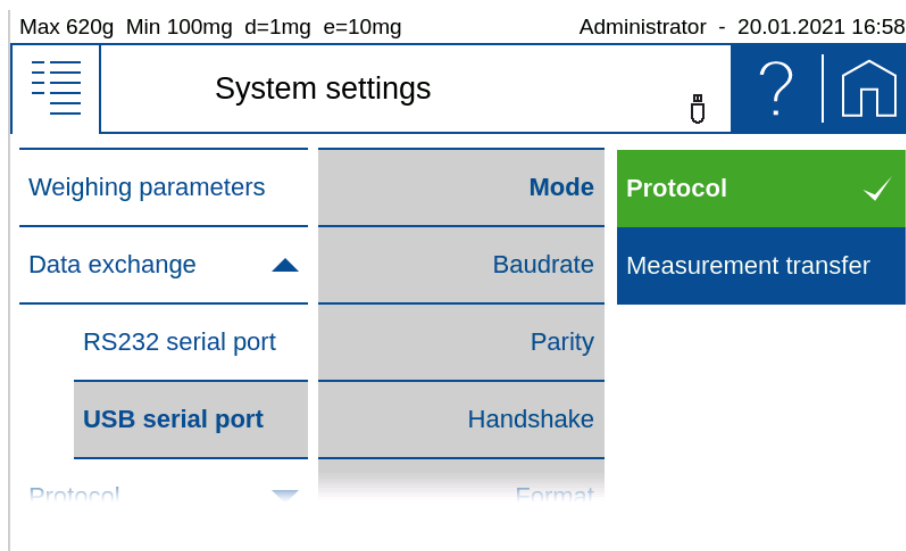 Max 620g Min 100mg d=1mg e=10mg Administrator - 20.01.2021 16:58
System settings ?
Weighing parameters
Data exchange
RS232 serial port
USB serial port
Protocol
Mode
Baudrate
Parity
Handshake
Format
Protocol
Measurement transfer